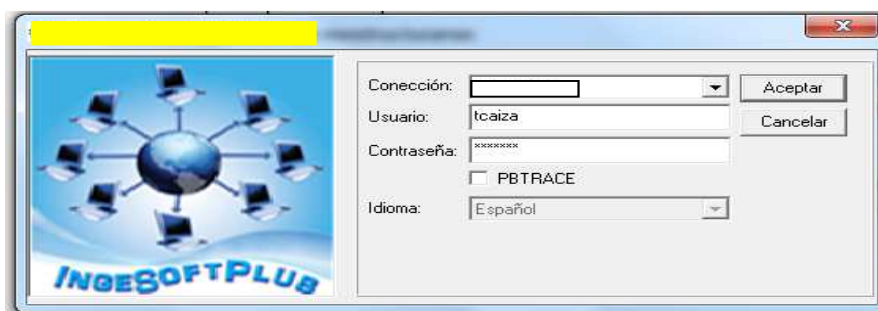 Conección:
Aceptar
Usuario: tcaiza
Cancelar
Contraseña: *******
PBTRACE
Idioma: Español
INGESOFTPLUS